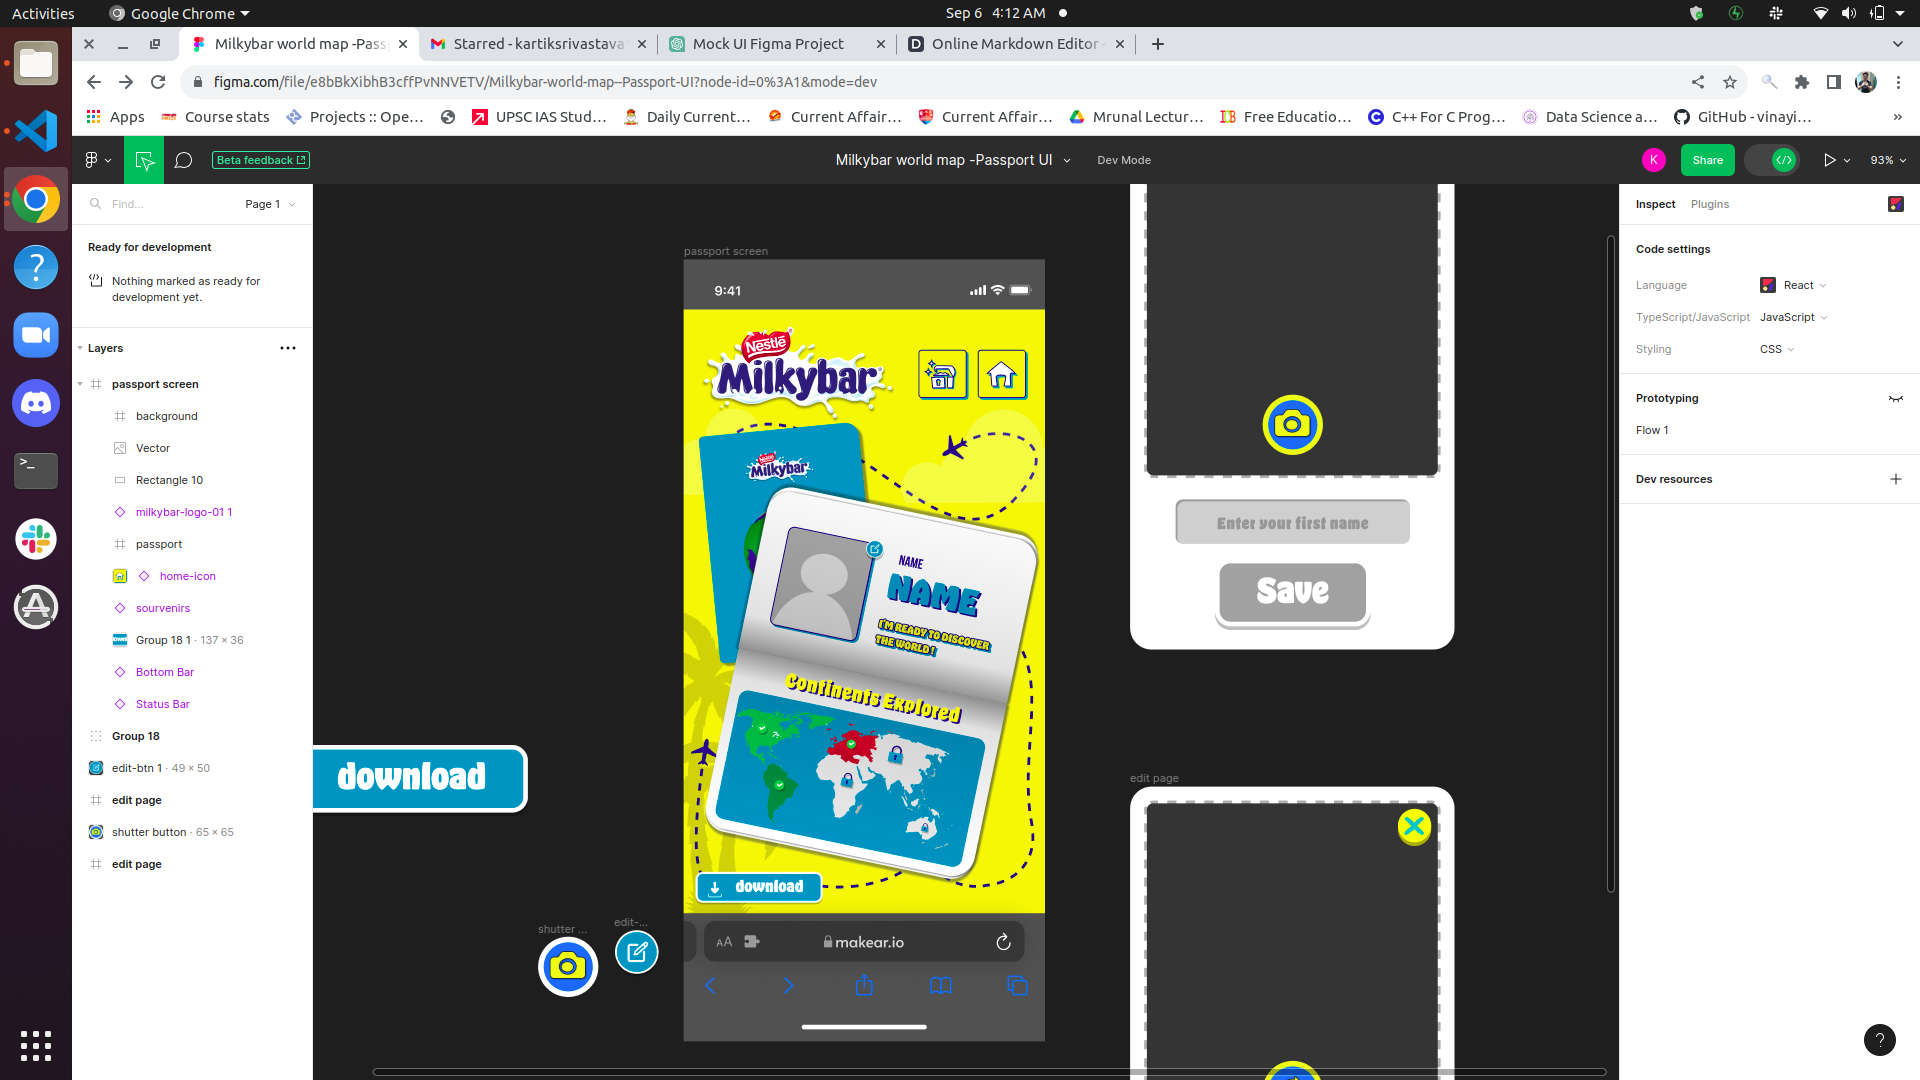 Activities
Google Chrome
Sep 6 4:12 AM
Milkybar world map -Pass
Starred - kartiksrivastava
Mock UI Figma Project
Online Markdown Editor -
figma.com/file/e8bBkXibhB3cffPvNNVETV/Milkybar-world-map--Passport-UI?node-id=0%3A1&mode=dev
Apps
Course stats
Projects :: Ope...
UPSC IAS Stud...
Daily Current...
Current Affair...
Current Affair...
Mrunal Lectur...
Free Educatio...
C++ For C Prog...
Data Science a...
GitHub - vinayi...
Beta feedback
Milkybar world map -Passport UI
Dev Mode
K
Share
93%
Find...
Page 1
Ready for development
Nothing marked as ready for
development yet.
Layers
passport screen
background
Vector
Rectangle 10
milkybar-logo-01 1
passport
home-icon
sourvenirs
Group 18 1 · 137 × 36
Bottom Bar
Status Bar
Group 18
edit-btn 1 · 49 × 50
edit page
shutter button · 65 × 65
edit page
download
shutter ...
edit-...
passport screen
9:41
Nestlé
Milkybar
Nestlé
Milkybar
NAME
NAME
I'M READY TO DISCOVER
THE WORLD !
Continents Explored
download
AA
makear.io
Enter your first name
Save
edit page
Inspect
Plugins
Code settings
Language
React
TypeScript/JavaScript
JavaScript
Styling
CSS
Prototyping
Flow 1
Dev resources
?